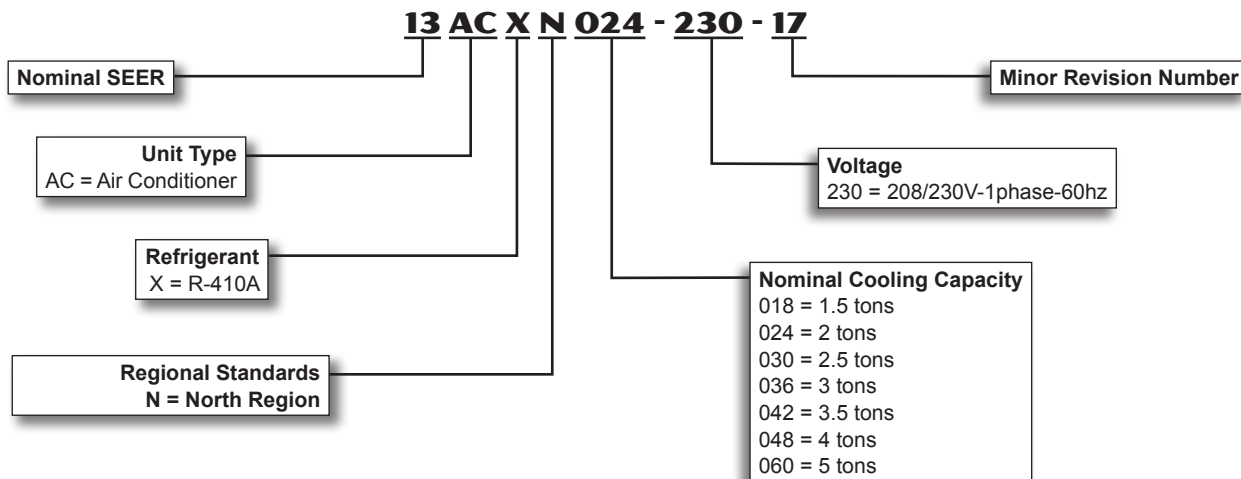 13 AC X N 024 - 230 - 17
Nominal SEER
Minor Revision Number
Unit Type
AC = Air Conditioner
Voltage
230 = 208/230V-1phase-60hz
Refrigerant
X = R-410A
Nominal Cooling Capacity
018 = 1.5 tons
024 = 2 tons
030 = 2.5 tons
036 = 3 tons
042 = 3.5 tons
048 = 4 tons
060 = 5 tons
Regional Standards
N = North Region